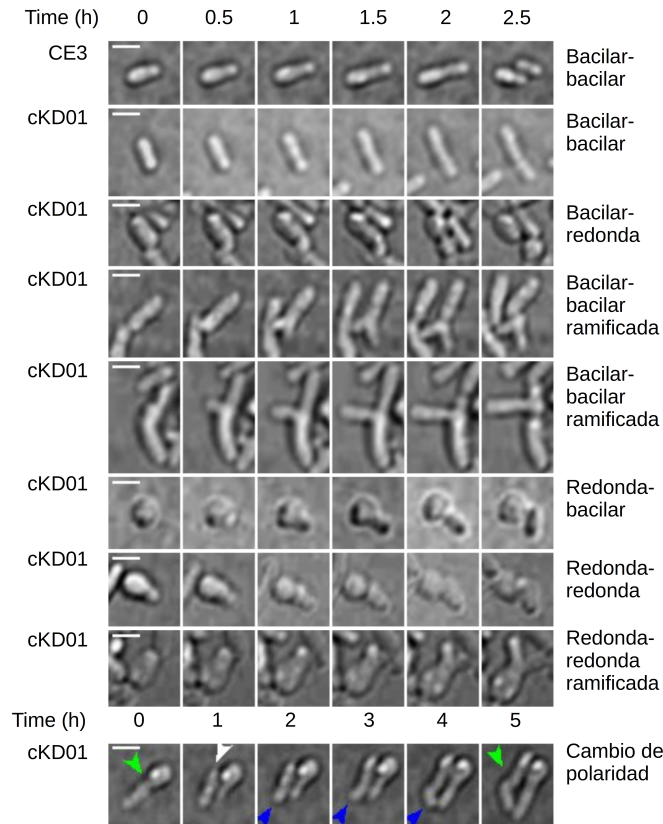 Time (h) 0 0.5 1 1.5 2 2.5
CE3 Bacilar-
bacilar
cKD01 Bacilar-
bacilar
cKD01 Bacilar-
redonda
cKD01 Bacilar-
bacilar
ramificada
cKD01 Bacilar-
bacilar
ramificada
cKD01 Redonda-
bacilar
cKD01 Redonda-
redonda
cKD01 Redonda-
redonda
ramificada
Time (h) 0 1 2 3 4 5
cKD01 Cambio de
polaridad